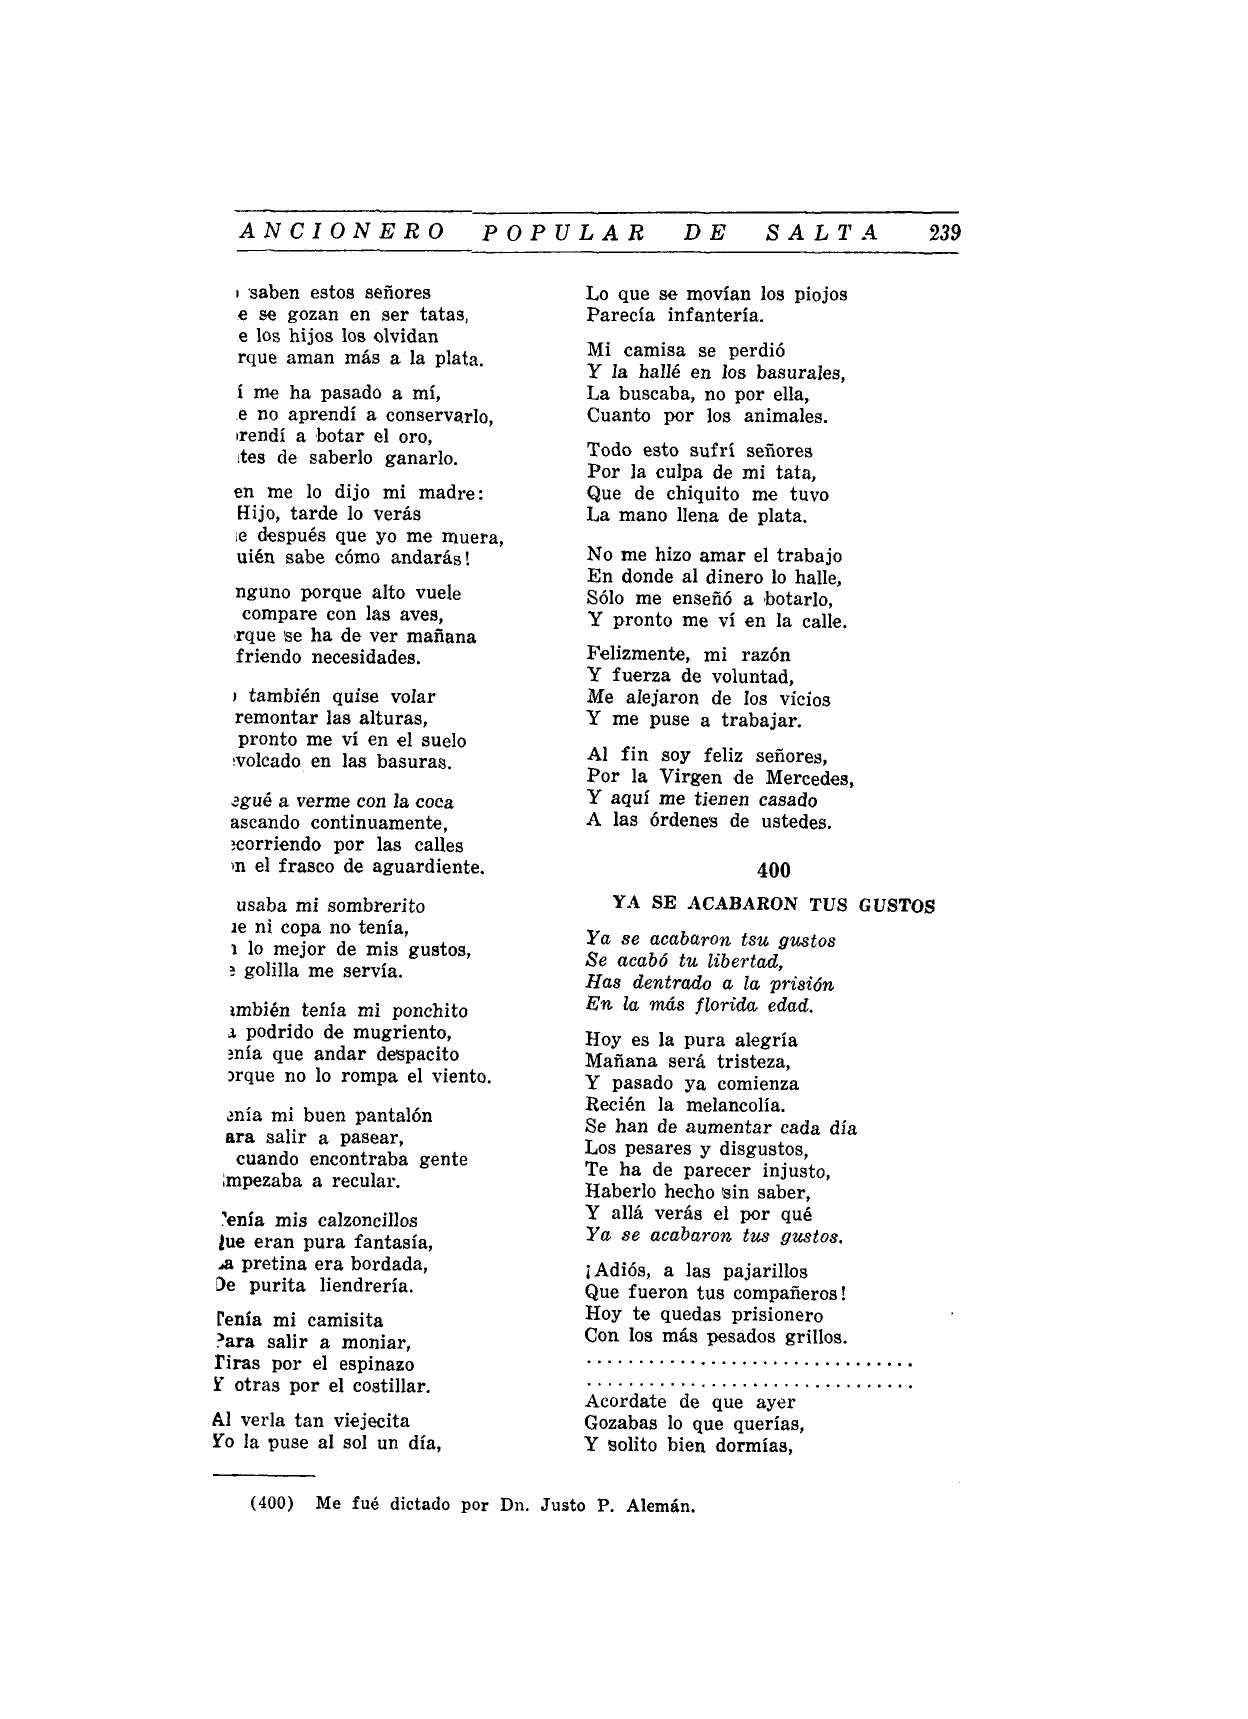 ANCIONERO POPULAR DE SALTA 239
saben estos señores
e se gozan en ser tatas,
e los hijos los olvidan
rque aman más a la plata.
í me ha pasado a mí,
e no aprendí a conservarlo,
rendí a botar el oro,
tes de saberlo ganarlo.
en me lo dijo mi madre:
Hijo, tarde lo verás
e después que yo me muera,
uién sabe cómo andarás!
nguno porque alto vuele
compare con las aves,
rque se ha de ver mañana
friendo necesidades.
también quise volar
remontar las alturas,
pronto me ví en el suelo
volcado en las basuras.
egué a verme con la coca
ascando continuamente,
ecorriendo por las calles
on el frasco de aguardiente.
usaba mi sombrerito
ue ni copa no tenía,
lo mejor de mis gustos,
e golilla me servía.
ambién tenía mi ponchito
a podrido de mugriento,
enía que andar despacito
orque no lo rompa el viento.
enía mi buen pantalón
ara salir a pasear,
cuando encontraba gente
mpezaba a recular.
Tenía mis calzoncillos
Que eran pura fantasía,
La pretina era bordada,
De purita liendrería.
Tenía mi camisita
Para salir a moniar,
Tiras por el espinazo
Y otras por el costillar.
Al verla tan viejecita
Yo la puse al sol un día,
Lo que se movían los piojos
Parecía infantería.
Mi camisa se perdió
Y la hallé en los basurales,
La buscaba, no por ella,
Cuanto por los animales.
Todo esto sufrí señores
Por la culpa de mi tata,
Que de chiquito me tuvo
La mano llena de plata.
No me hizo amar el trabajo
En donde al dinero lo halle,
Sólo me enseñó a botarlo,
Y pronto me ví en la calle.
Felizmente, mi razón
Y fuerza de voluntad,
Me alejaron de los vicios
Y me puse a trabajar.
Al fin soy feliz señores,
Por la Virgen de Mercedes,
Y aquí me tienen casado
A las órdenes de ustedes.
400
YA SE ACABARON TUS GUSTOS
Ya se acabaron tsu gustos
Se acabó tu libertad,
Has dentrado a la prisión
En la más florida edad.
Hoy es la pura alegría
Mañana será tristeza,
Y pasado ya comienza
Recién la melancolía.
Se han de aumentar cada día
Los pesares y disgustos,
Te ha de parecer injusto,
Haberlo hecho sin saber,
Y allá verás el por qué
Ya se acabaron tus gustos.
¡Adiós, a las pajarillos
Que fueron tus compañeros!
Hoy te quedas prisionero
Con los más pesados grillos.
................................
................................
Acordate de que ayer
Gozabas lo que querías,
Y solito bien dormías,
(400) Me fué dictado por Dn. Justo P. Alemán.